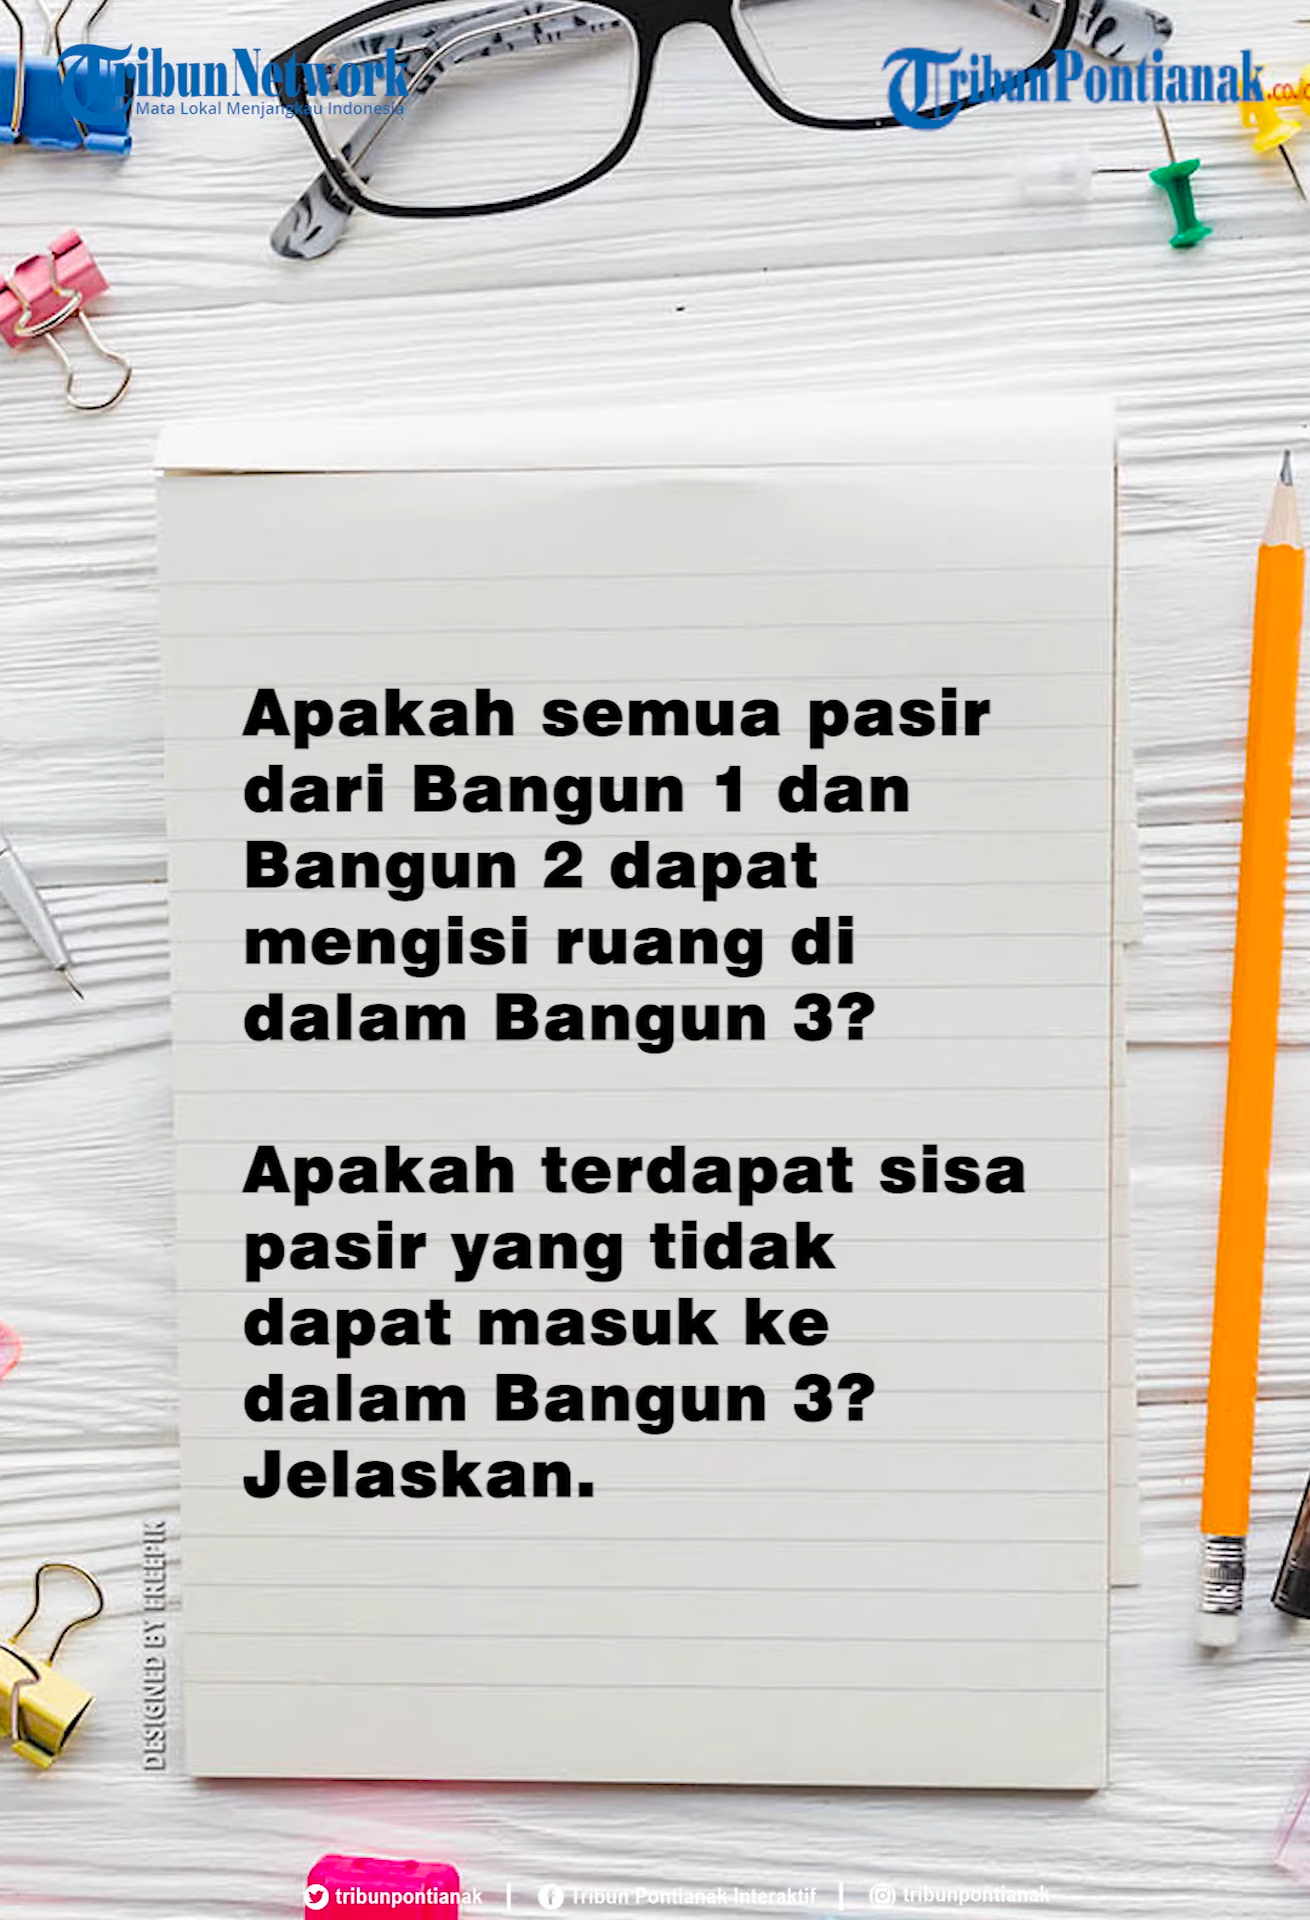 TribunNetwork
Mata Lokal Menjangkau Indonesia
TribunPontianak.co.id
Apakah semua pasir
dari Bangun 1 dan
Bangun 2 dapat
mengisi ruang di
dalam Bangun 3?
Apakah terdapat sisa
pasir yang tidak
dapat masuk ke
dalam Bangun 3?
Jelaskan.
DESIGNED BY FREEPIK
tribunpontianak | Tribun Pontianak Interaktif | tribunpontianak